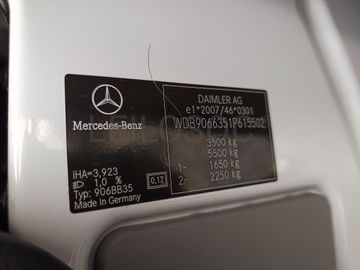 DAIMLER AG
e1*2007/46*0301
WDB9066351P615502
3500 kg
5500 kg
1- 1650 kg
2- 2250 kg
Mercedes-Benz
iHA=3,923
1,0 %
0,12
Typ: 906BB35
Made in Germany